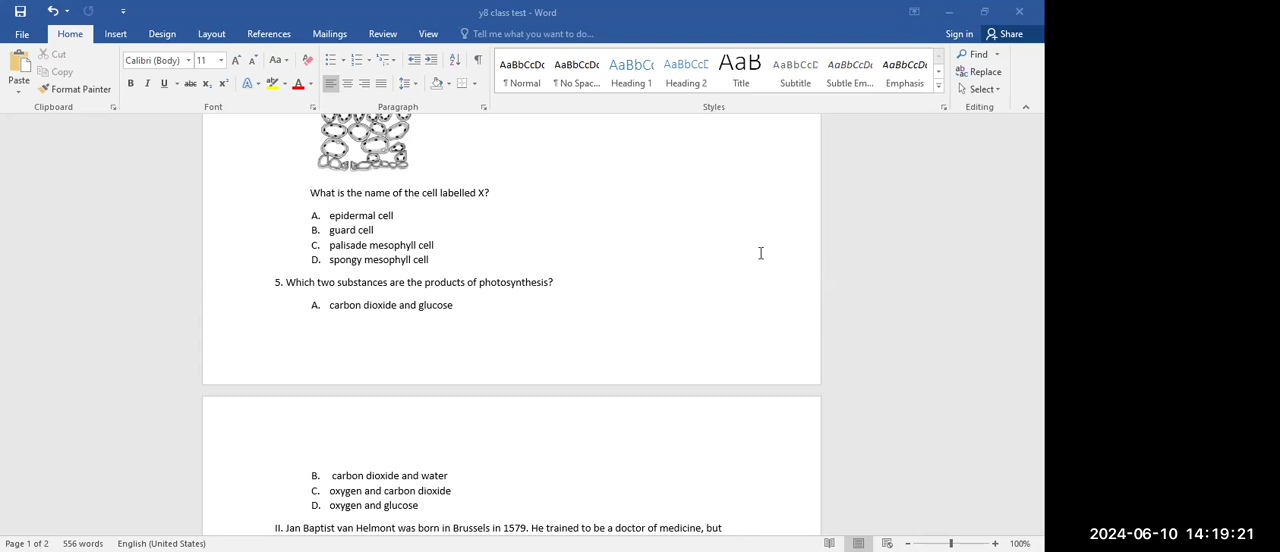 y8 class test - Word
File Home Insert Design Layout References Mailings Review View Tell me what you want to do... Sign in Share
Paste
Cut
Copy
Format Painter
Clipboard
Calibri (Body) 11
Font
Paragraph
AaBbCcDc AaBbCcDc AaBbCc AaBbCcD AaB AaBbCcD AaBbCcDc AaBbCcDc
¶ Normal ¶ No Spac... Heading 1 Heading 2 Title Subtitle Subtle Em... Emphasis
Styles
Find
Replace
Select
Editing
What is the name of the cell labelled X?
A. epidermal cell
B. guard cell
C. palisade mesophyll cell
D. spongy mesophyll cell
5. Which two substances are the products of photosynthesis?
A. carbon dioxide and glucose
B. carbon dioxide and water
C. oxygen and carbon dioxide
D. oxygen and glucose
II. Jan Baptist van Helmont was born in Brussels in 1579. He trained to be a doctor of medicine, but
Page 1 of 2 556 words English (United States) 100%
2024-06-10 14:19:21